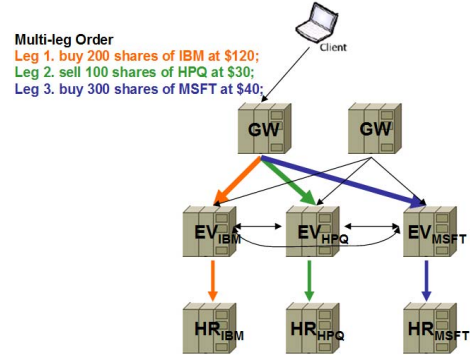 Client
Multi-leg Order
Leg 1. buy 200 shares of IBM at $120;
Leg 2. sell 100 shares of HPQ at $30;
Leg 3. buy 300 shares of MSFT at $40;
GW GW
EVIBM EVHPQ EVMSFT
HRIBM HRHPQ HRMSFT